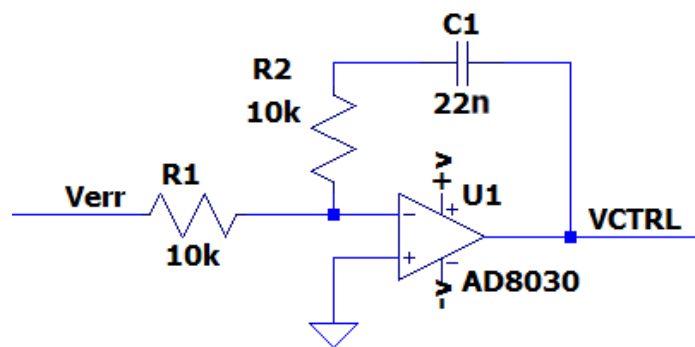 C1
R2
10k
22n
R1
10k
Verr
+v
U1
VCTRL
-v
AD8030